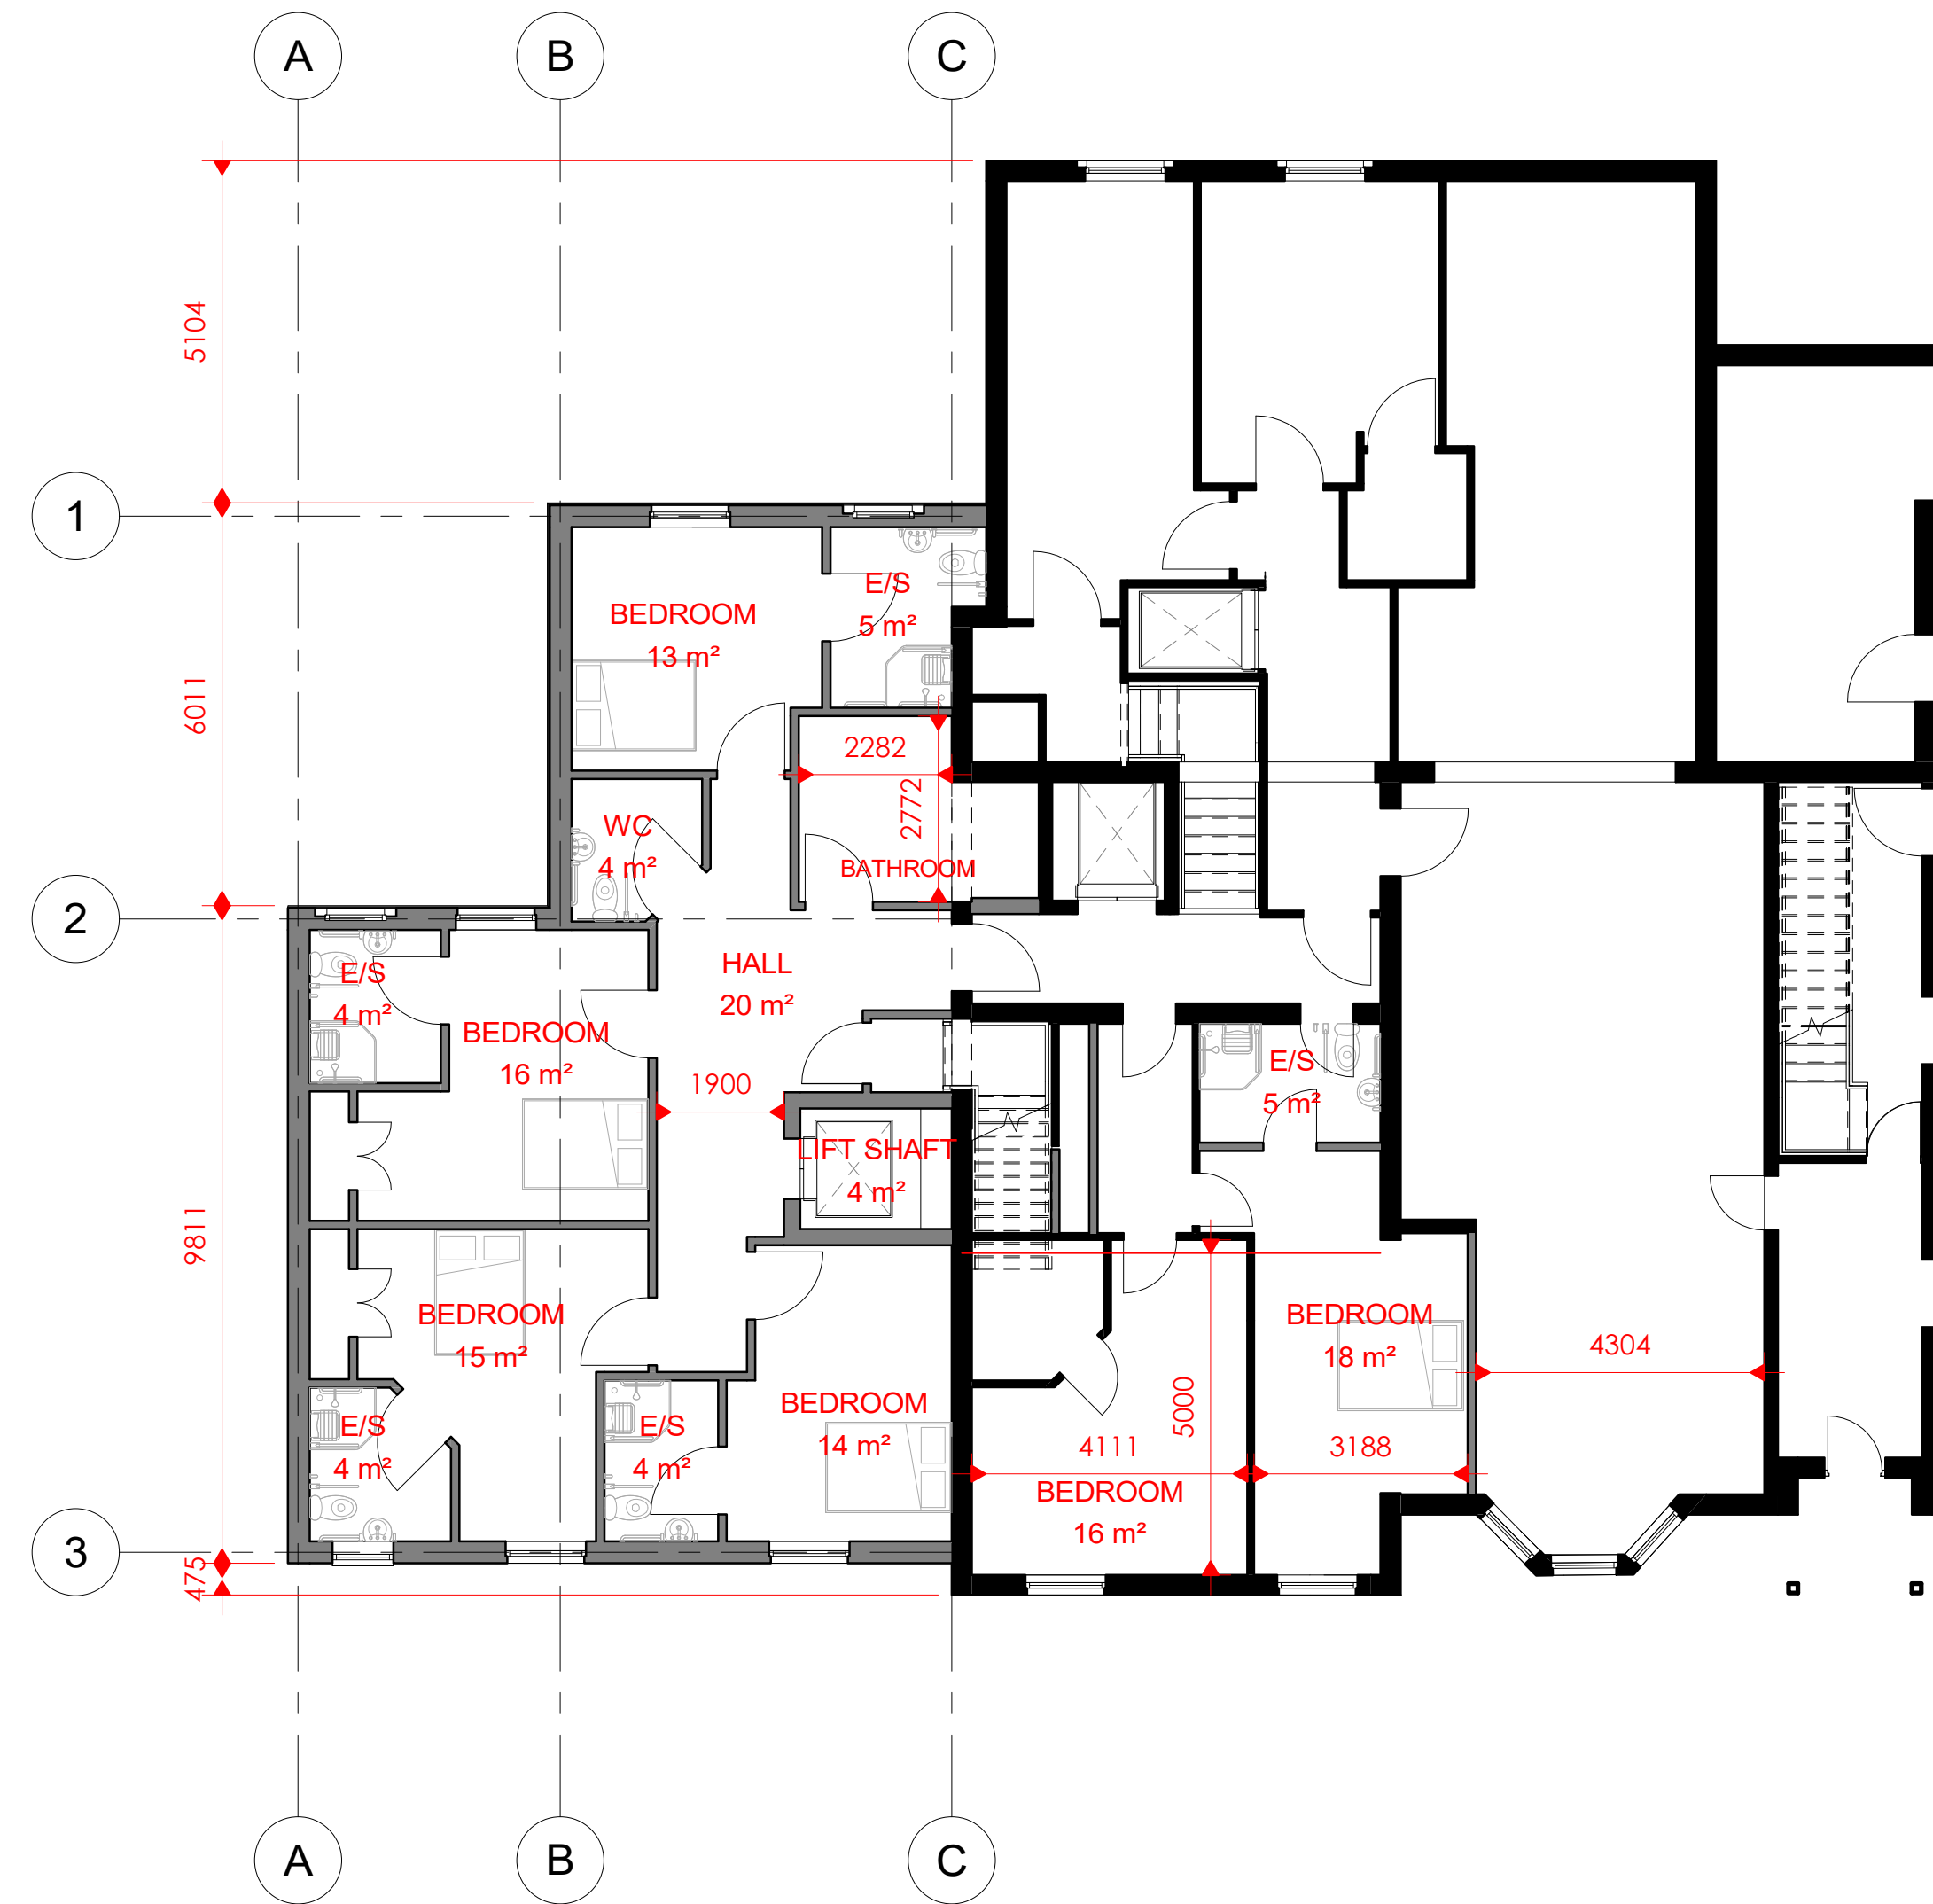 A
B
C
5104
1
E/S
5 m²
BEDROOM
13 m²
6011
2282
2772
WC
4 m²
BATHROOM
2
HALL
20 m²
E/S
4 m²
BEDROOM
16 m²
E/S
5 m²
1900
LIFT SHAFT
4 m²
9811
BEDROOM
15 m²
BEDROOM
18 m²
4304
BEDROOM
14 m²
5000
E/S
4 m²
E/S
4 m²
4111
3188
BEDROOM
16 m²
3
475
A
B
C